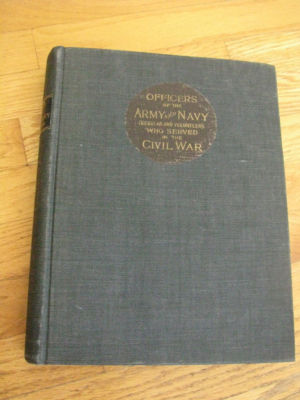 OFFICERS
OF THE
ARMY AND NAVY
(REGULAR AND VOLUNTEER)
WHO SERVED
IN THE
CIVIL WAR